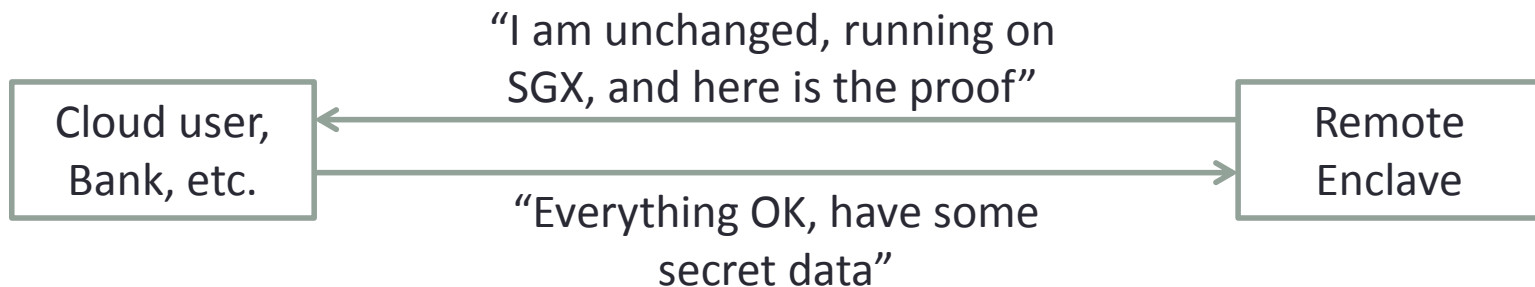 “I am unchanged, running on
SGX, and here is the proof”
Cloud user,
Bank, etc.
Remote
Enclave
“Everything OK, have some
secret data”